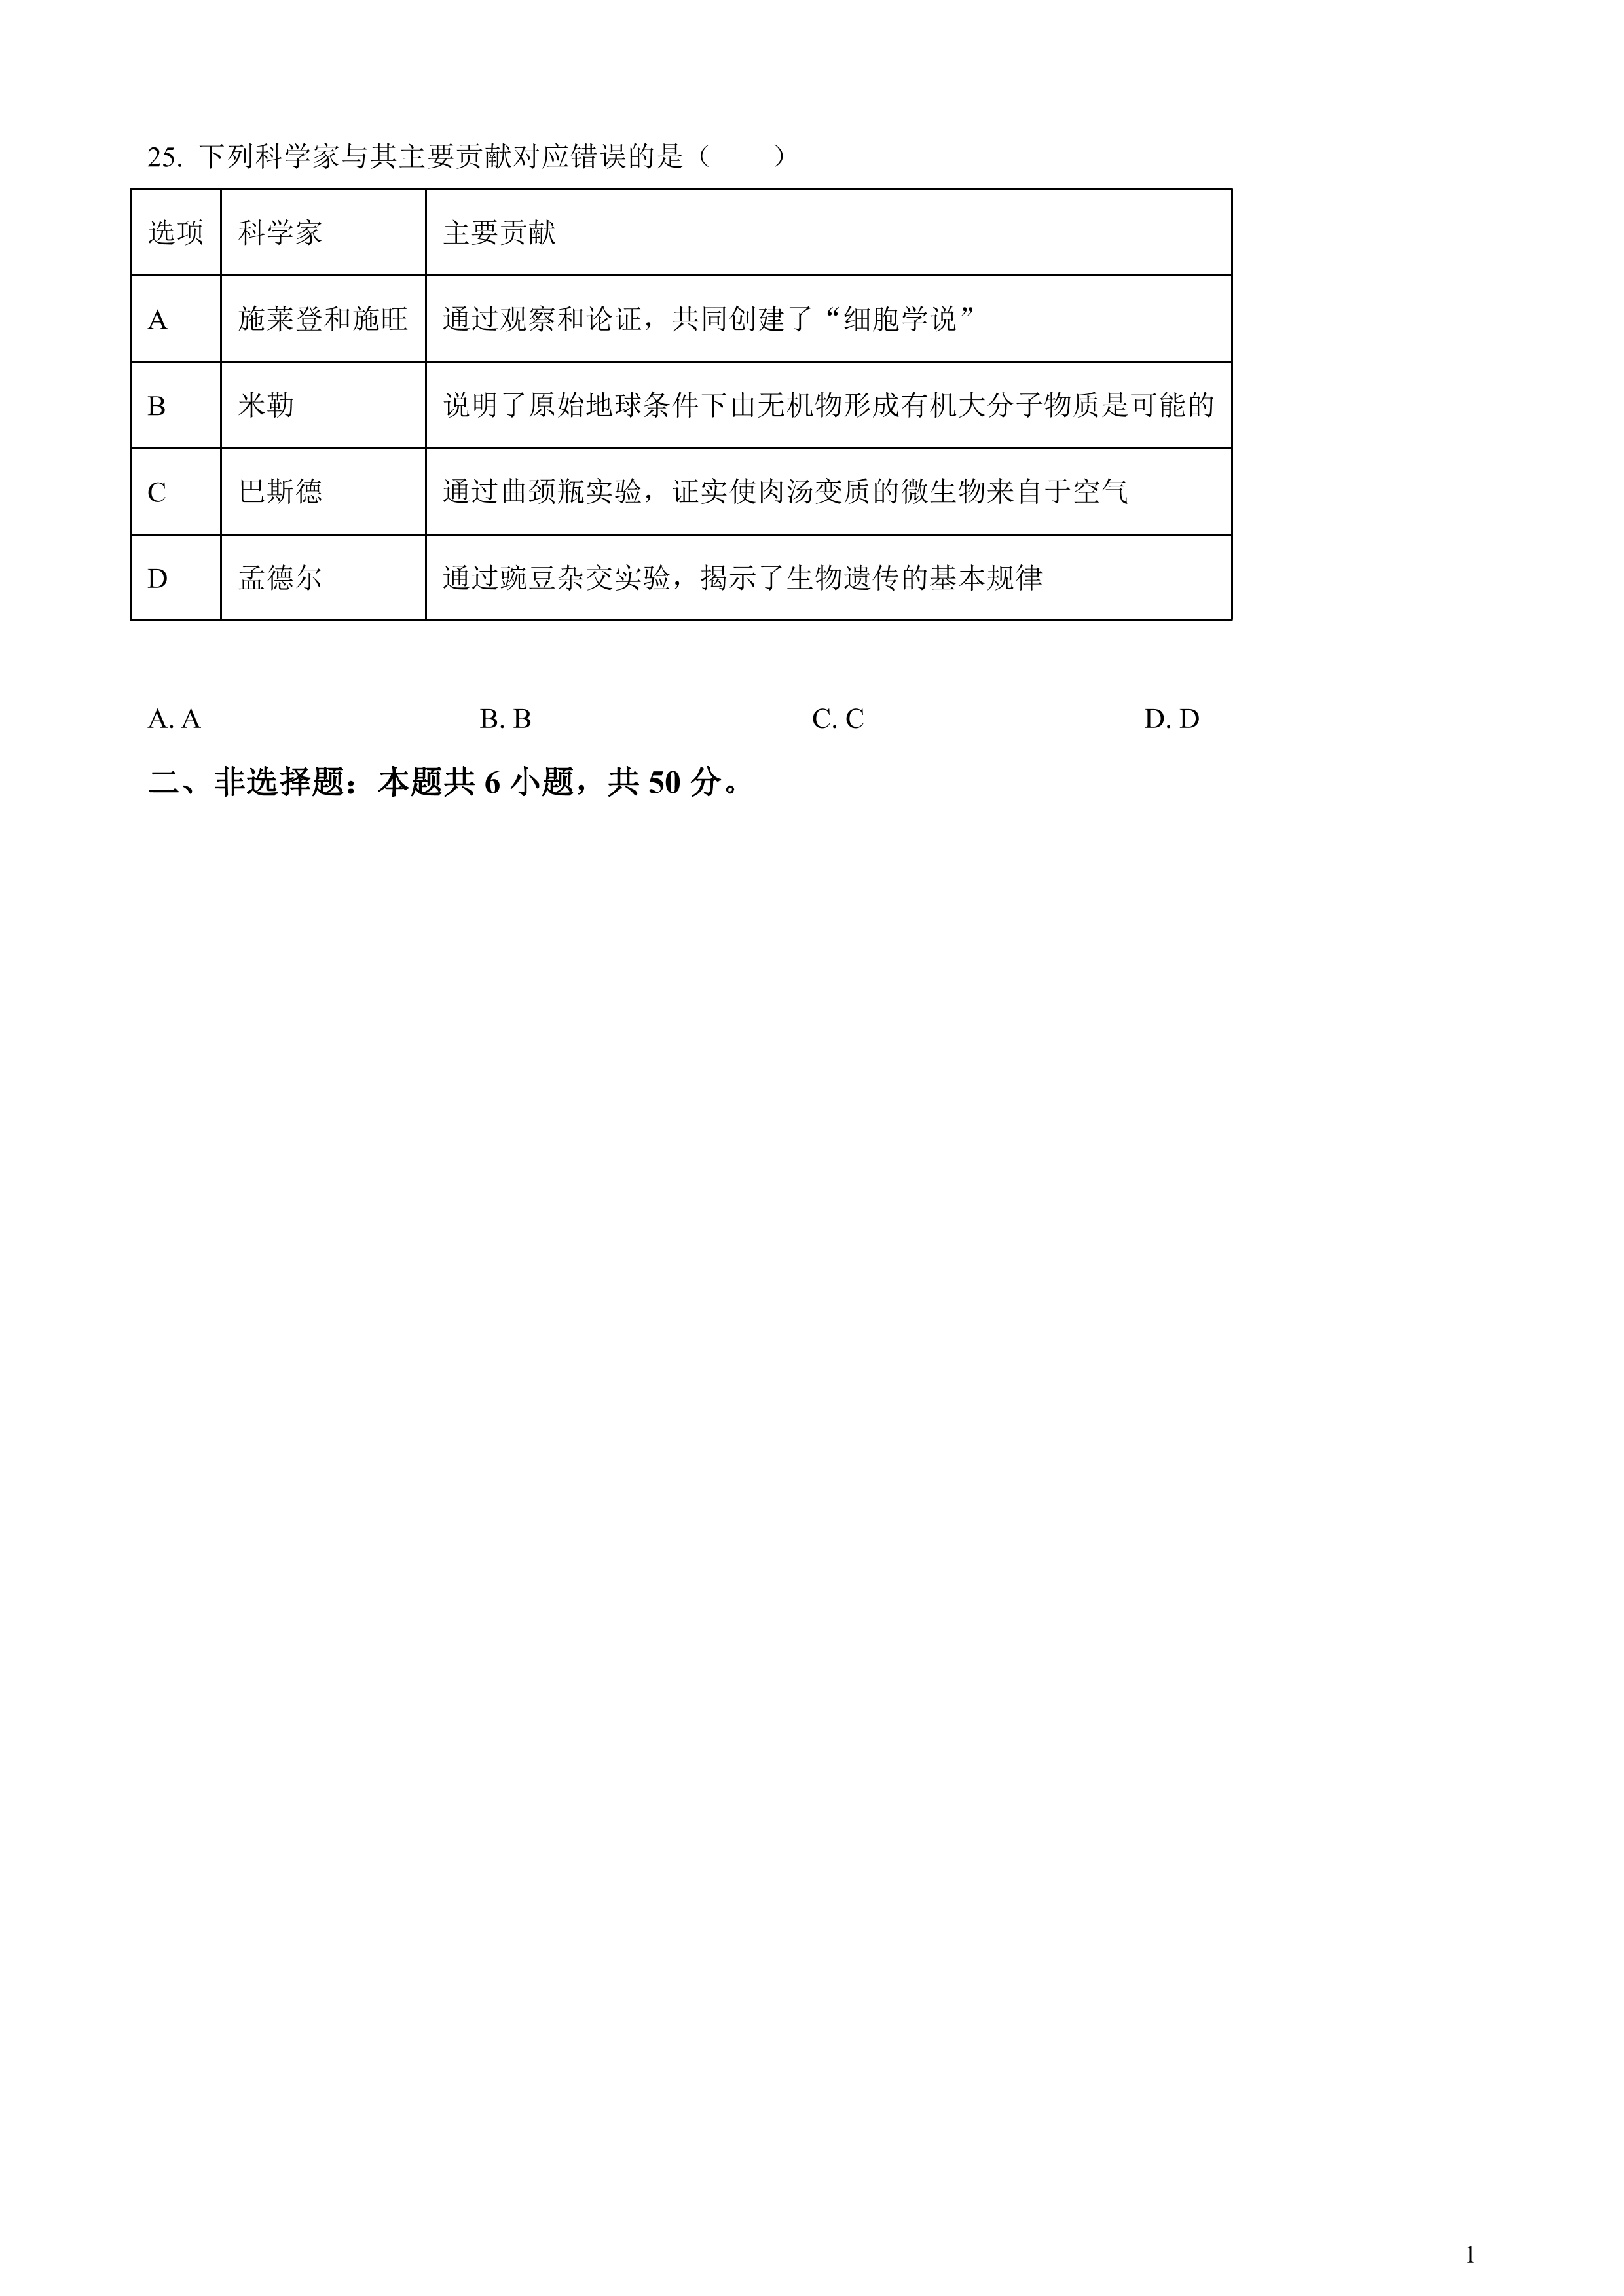 25. 下列科学家与其主要贡献对应错误的是（　　）
选项 科学家 主要贡献
A 施莱登和施旺 通过观察和论证，共同创建了“细胞学说”
B 米勒 说明了原始地球条件下由无机物形成有机大分子物质是可能的
C 巴斯德 通过曲颈瓶实验，证实使肉汤变质的微生物来自于空气
D 孟德尔 通过豌豆杂交实验，揭示了生物遗传的基本规律
A. A B. B C. C D. D
二、非选择题：本题共 6 小题，共 50 分。
1